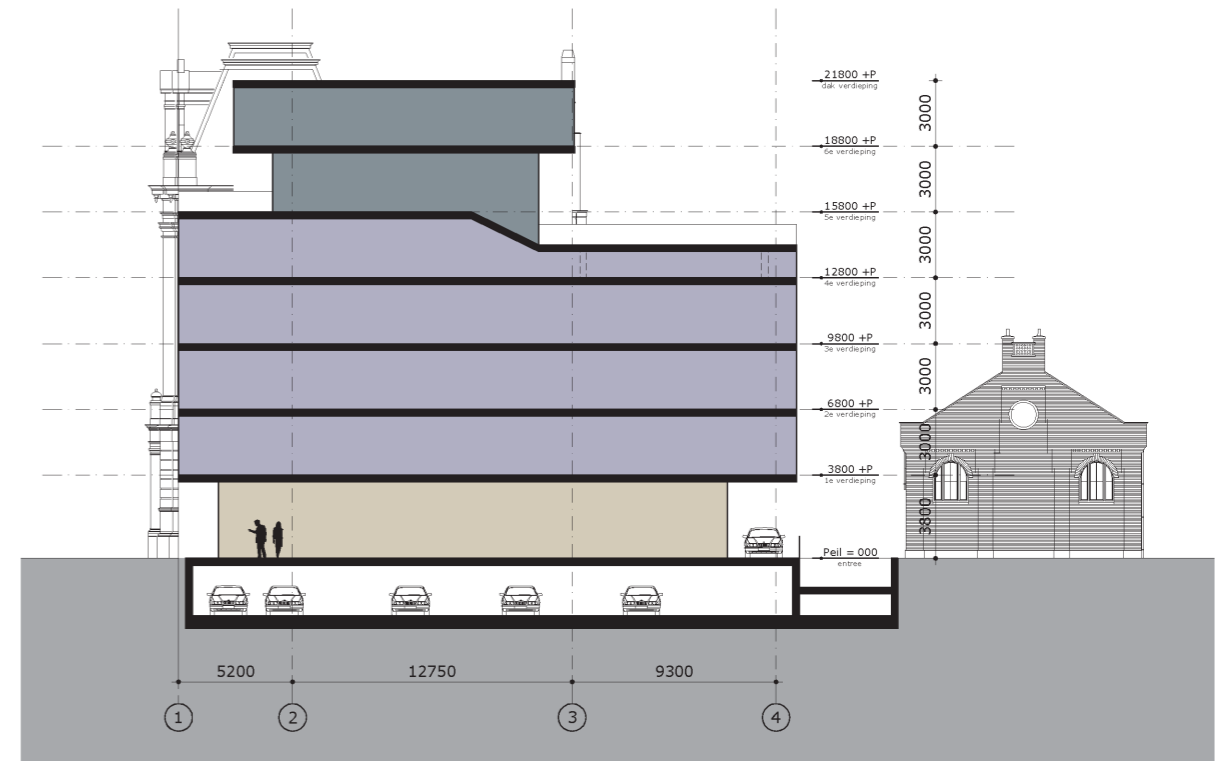 21800 +P
dak verdieping
3000
18800 +P
6e verdieping
3000
15800 +P
5e verdieping
3000
12800 +P
4e verdieping
3000
9800 +P
3e verdieping
3000
6800 +P
2e verdieping
3000
3800 +P
1e verdieping
3800
Peil = 000
entree
5200 12750 9300
1 2 3 4